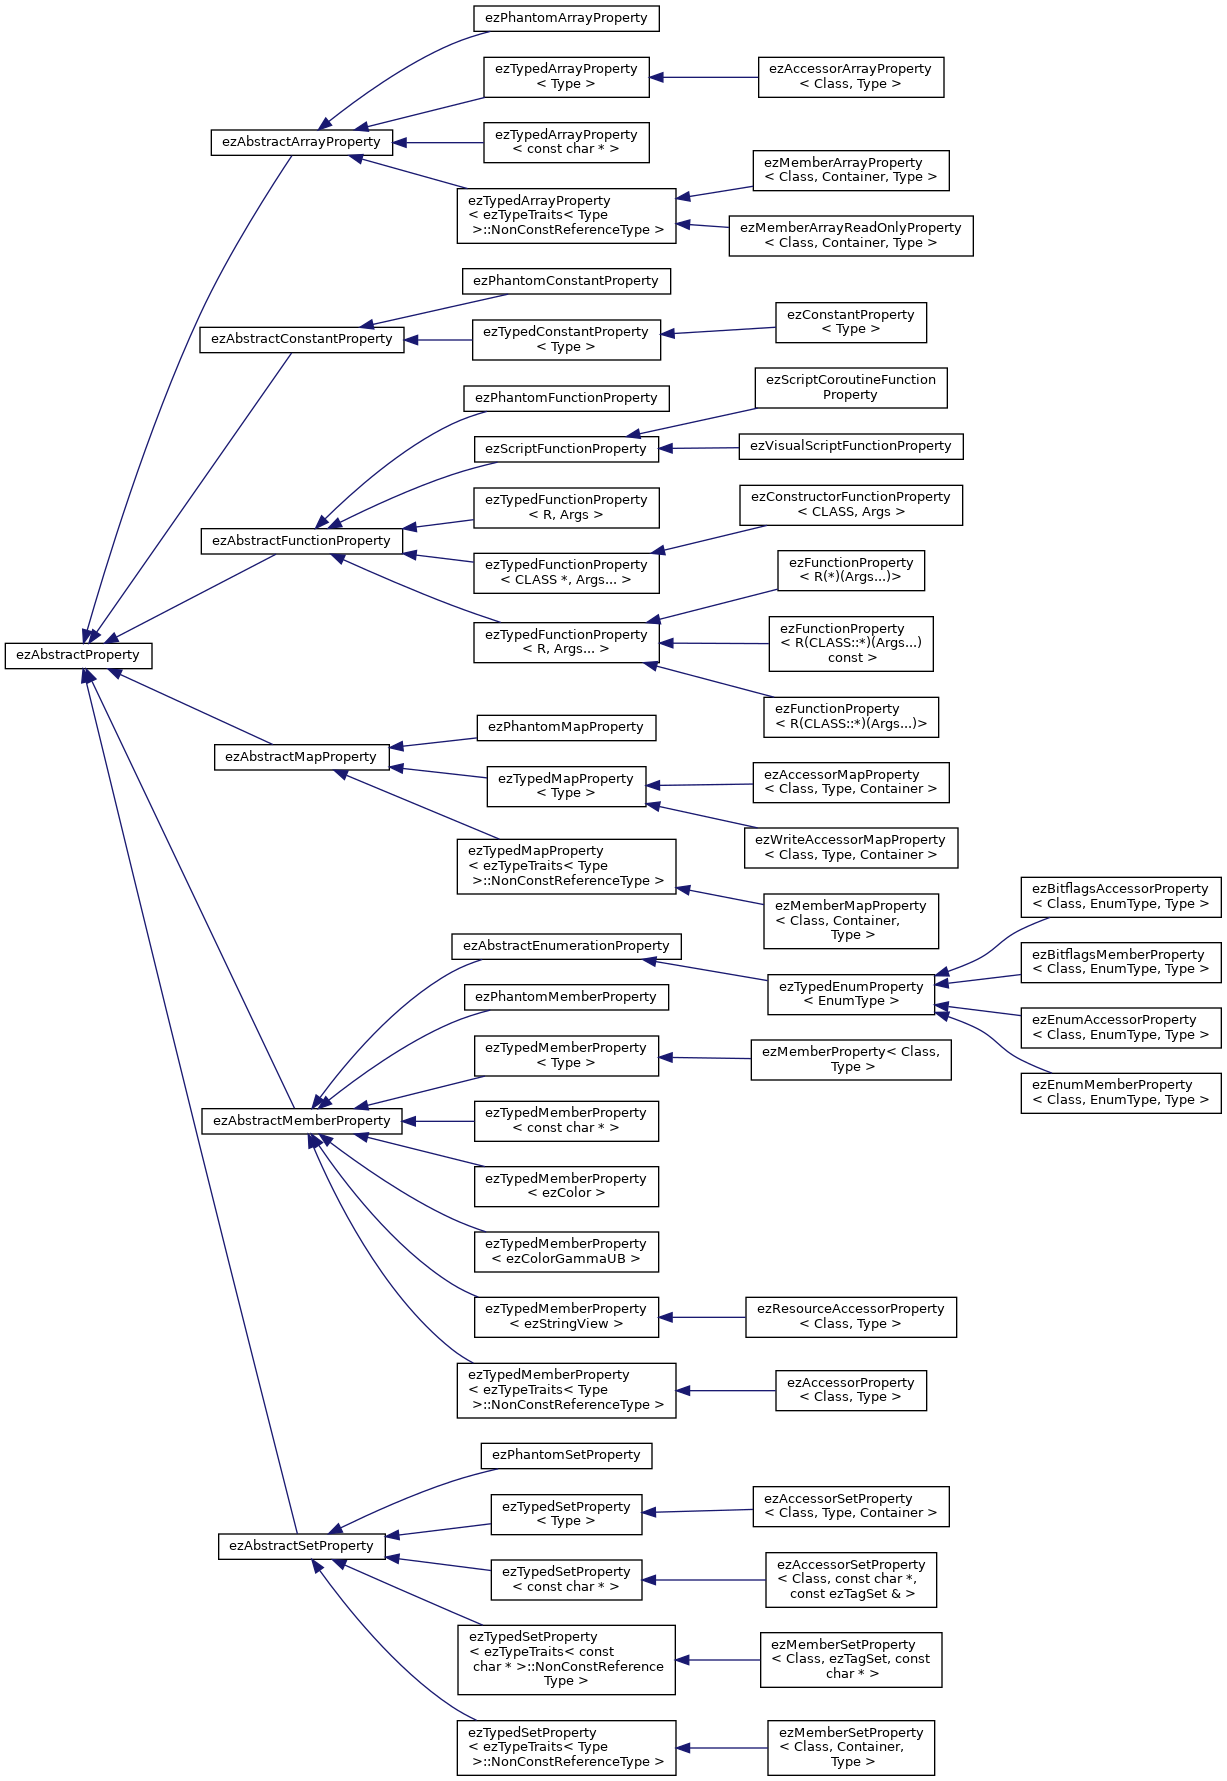 ezPhantomArrayProperty
ezTypedArrayProperty
< Type >
ezAccessorArrayProperty
< Class, Type >
ezAbstractArrayProperty
ezTypedArrayProperty
< const char * >
ezMemberArrayProperty
< Class, Container, Type >
ezTypedArrayProperty
< ezTypeTraits< Type
>::NonConstReferenceType >
ezMemberArrayReadOnlyProperty
< Class, Container, Type >
ezPhantomConstantProperty
ezAbstractConstantProperty
ezTypedConstantProperty
< Type >
ezConstantProperty
< Type >
ezPhantomFunctionProperty
ezScriptCoroutineFunction
Property
ezScriptFunctionProperty
ezVisualScriptFunctionProperty
ezTypedFunctionProperty
< R, Args >
ezConstructorFunctionProperty
< CLASS, Args >
ezAbstractFunctionProperty
ezTypedFunctionProperty
< CLASS *, Args... >
ezFunctionProperty
< R(*)(Args...)>
ezTypedFunctionProperty
< R, Args... >
ezFunctionProperty
< R(CLASS::*)(Args...)
const >
ezAbstractProperty
ezFunctionProperty
< R(CLASS::*)(Args...)>
ezPhantomMapProperty
ezAbstractMapProperty
ezTypedMapProperty
< Type >
ezAccessorMapProperty
< Class, Type, Container >
ezWriteAccessorMapProperty
< Class, Type, Container >
ezTypedMapProperty
< ezTypeTraits< Type
>::NonConstReferenceType >
ezMemberMapProperty
< Class, Container,
Type >
ezBitflagsAccessorProperty
< Class, EnumType, Type >
ezAbstractEnumerationProperty
ezBitflagsMemberProperty
< Class, EnumType, Type >
ezTypedEnumProperty
< EnumType >
ezPhantomMemberProperty
ezEnumAccessorProperty
< Class, EnumType, Type >
ezTypedMemberProperty
< Type >
ezMemberProperty< Class,
Type >
ezEnumMemberProperty
< Class, EnumType, Type >
ezAbstractMemberProperty
ezTypedMemberProperty
< const char * >
ezTypedMemberProperty
< ezColor >
ezTypedMemberProperty
< ezColorGammaUB >
ezTypedMemberProperty
< ezStringView >
ezResourceAccessorProperty
< Class, Type >
ezTypedMemberProperty
< ezTypeTraits< Type
>::NonConstReferenceType >
ezAccessorProperty
< Class, Type >
ezPhantomSetProperty
ezTypedSetProperty
< Type >
ezAccessorSetProperty
< Class, Type, Container >
ezAbstractSetProperty
ezTypedSetProperty
< const char * >
ezAccessorSetProperty
< Class, const char *,
const ezTagSet & >
ezTypedSetProperty
< ezTypeTraits< const
char * >::NonConstReference
Type >
ezMemberSetProperty
< Class, ezTagSet, const
char * >
ezTypedSetProperty
< ezTypeTraits< Type
>::NonConstReferenceType >
ezMemberSetProperty
< Class, Container,
Type >